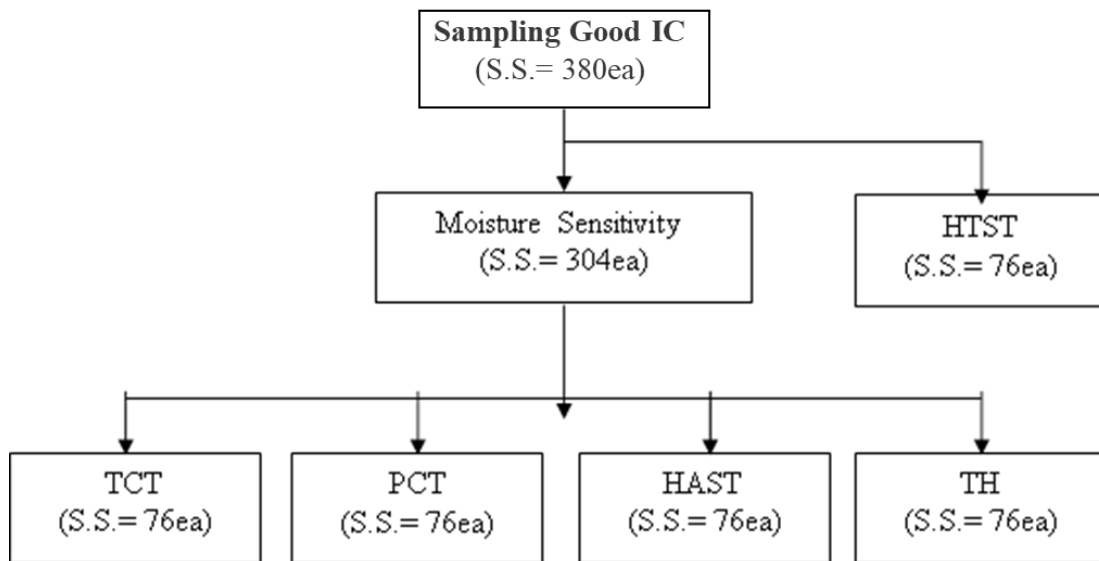 Sampling Good IC
(S.S.= 380ea)
Moisture Sensitivity
(S.S.= 304ea)
HTST
(S.S.= 76ea)
TCT
(S.S.= 76ea)
PCT
(S.S.= 76ea)
HAST
(S.S.= 76ea)
TH
(S.S.= 76ea)